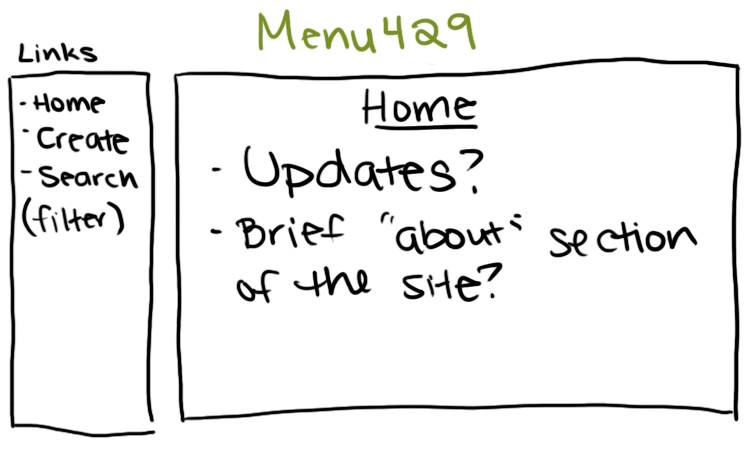 Menu429
Links
- Home
- Create
- Search
(filter)
Home
- Updates?
- Brief "about" section
of the site?